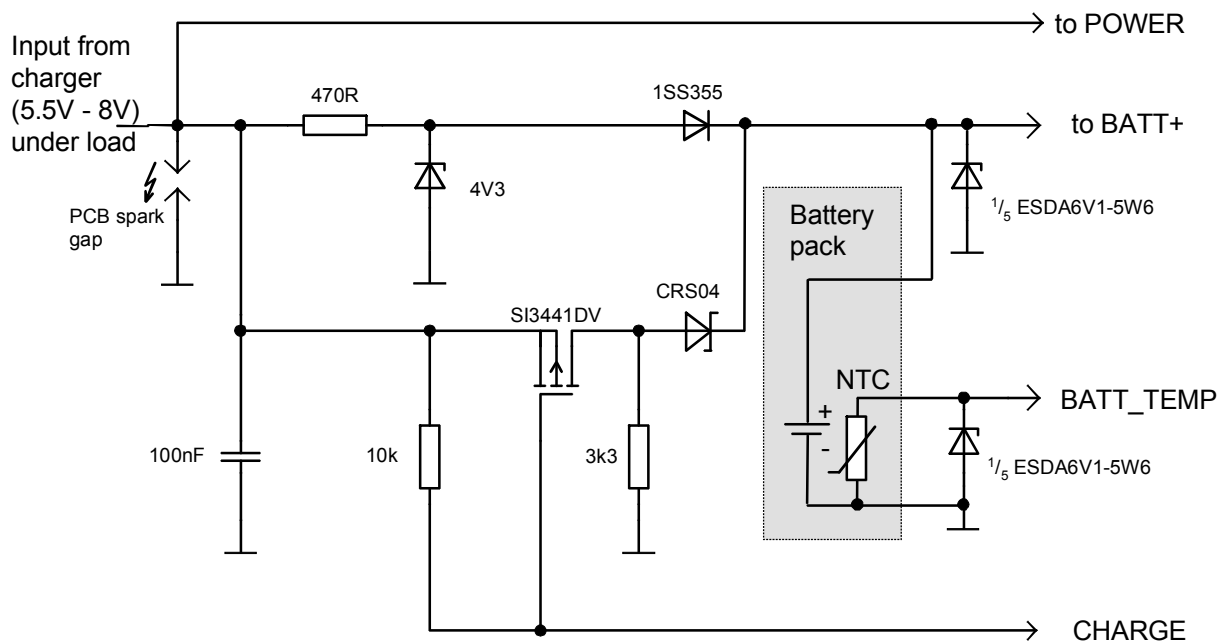 to POWER
Input from
charger
(5.5V - 8V)
under load
470R
1SS355
to BATT+
PCB spark
gap
4V3
1/5 ESDA6V1-5W6
Battery
pack
CRS04
SI3441DV
NTC
BATT_TEMP
+
-
100nF
10k
3k3
1/5 ESDA6V1-5W6
CHARGE